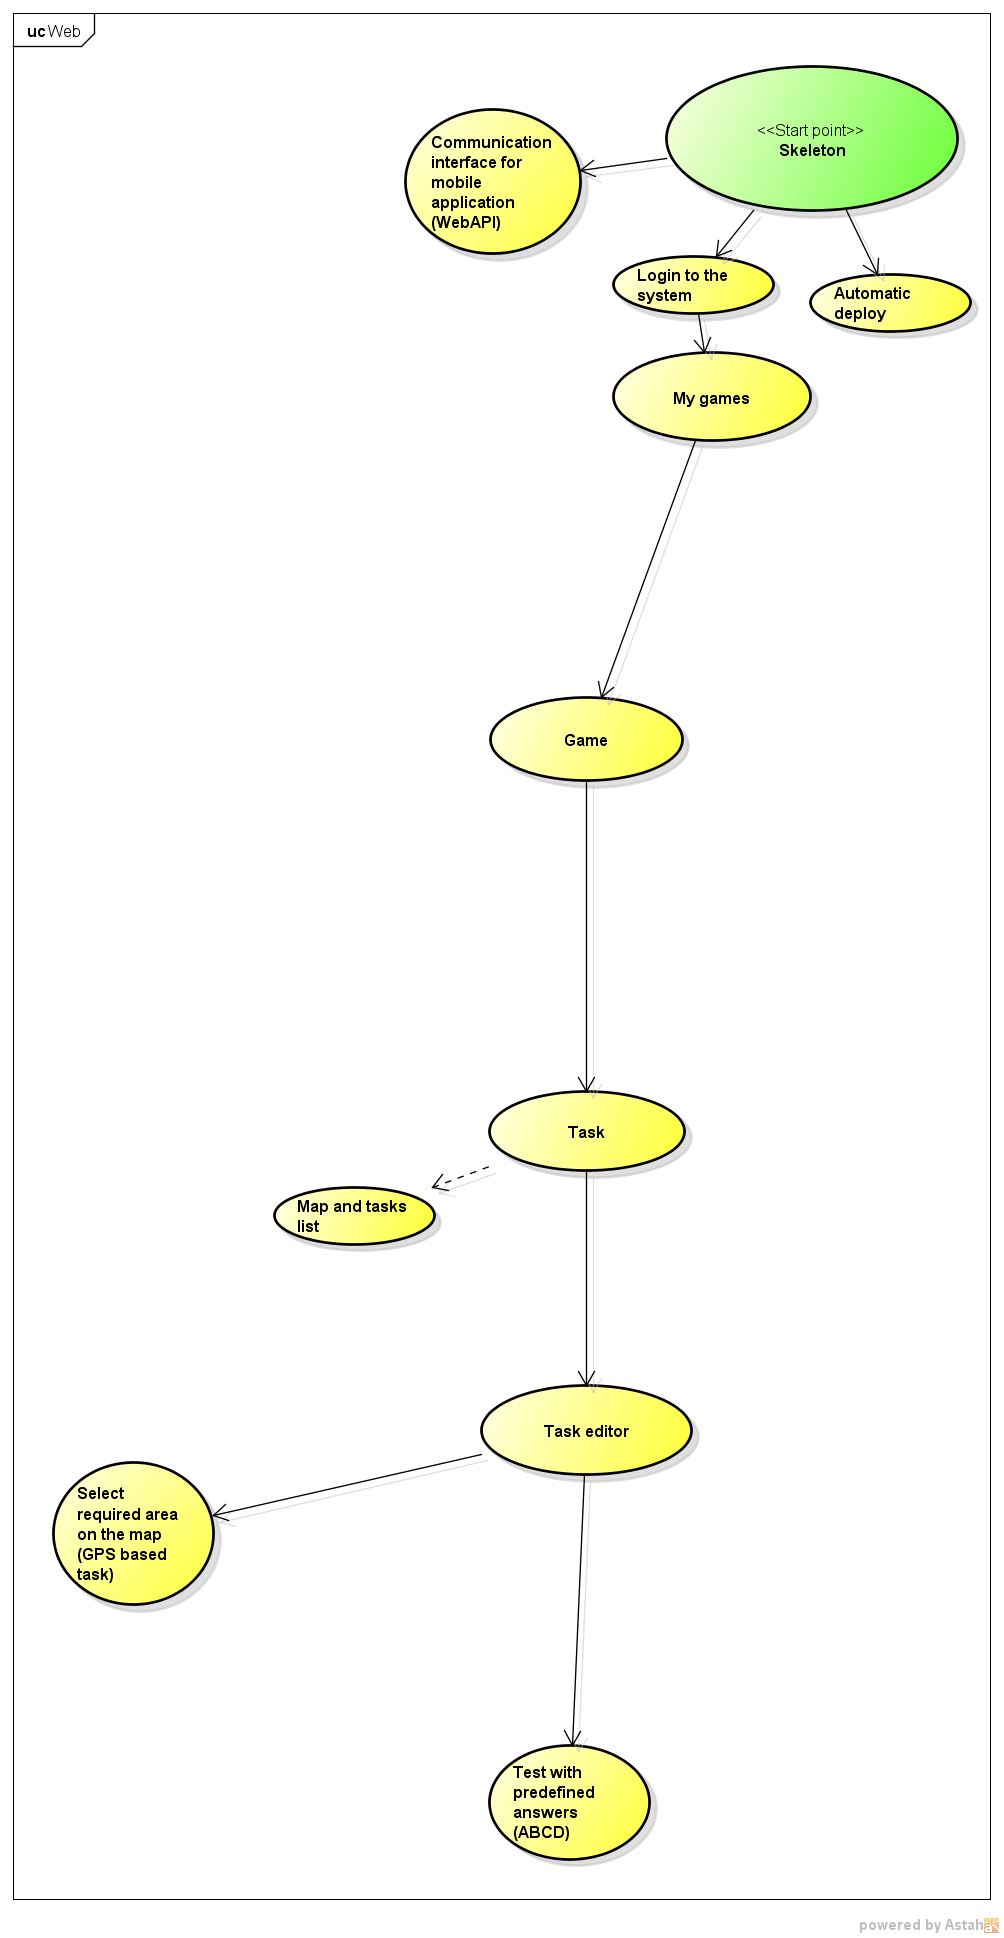 uc Web
<<Start point>>
Skeleton
Communication
interface for
mobile
application
(WebAPI)
Login to the
system
Automatic
deploy
My games
Game
Task
Map and tasks
list
Task editor
Select
required area
on the map
(GPS based
task)
Test with
predefined
answers
(ABCD)
powered by Astah